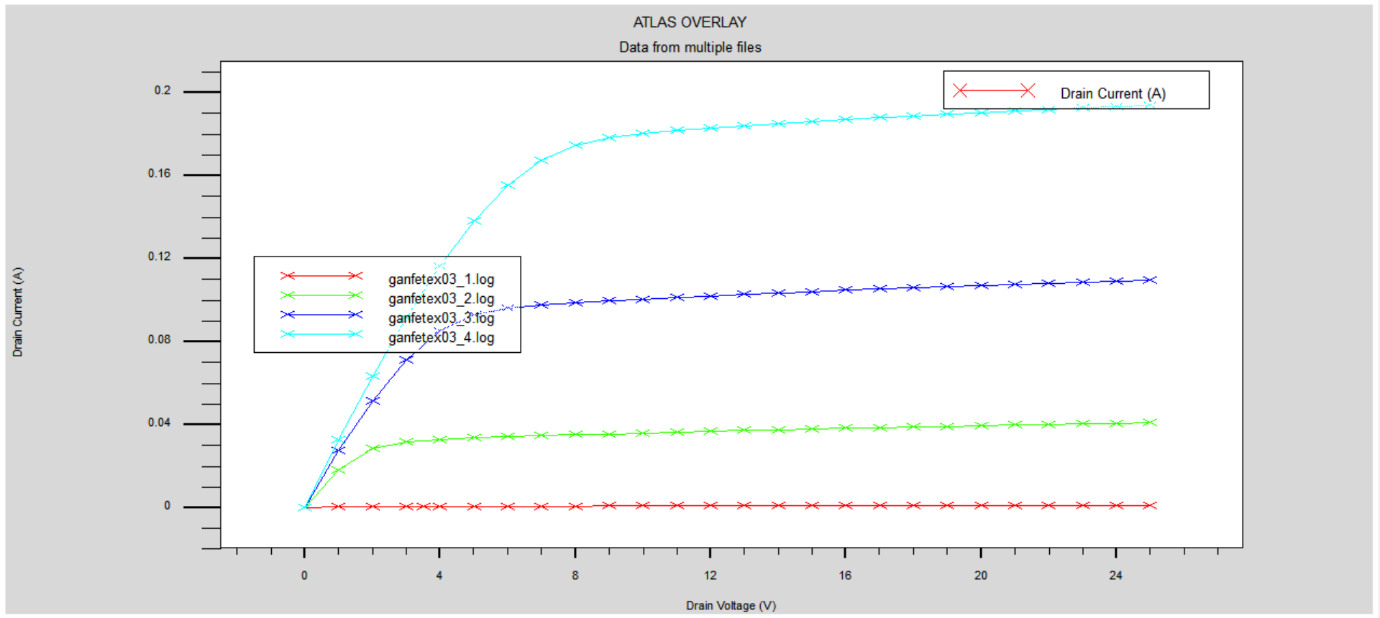 ATLAS OVERLAY
Data from multiple files
Drain Current (A)
0.2
0.16
0.12
0.08
0.04
0
ganfetex03_1.log
ganfetex03_2.log
ganfetex03_3.log
ganfetex03_4.log
Drain Current (A)
0 4 8 12 16 20 24
Drain Voltage (V)